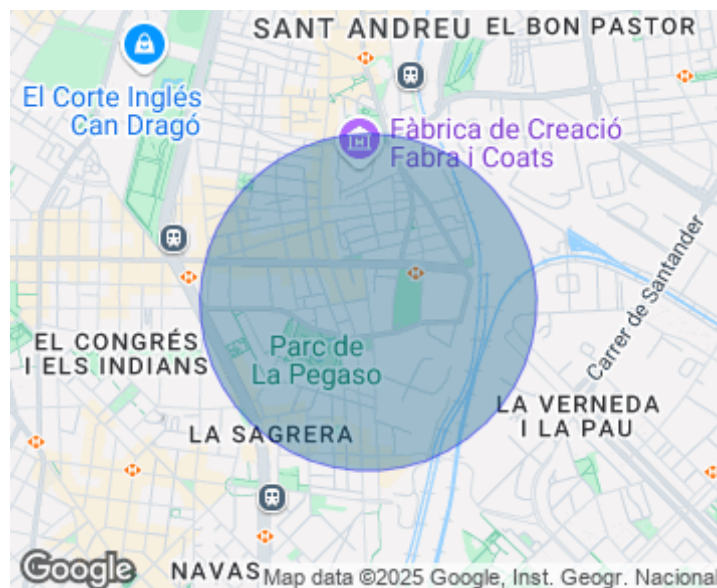 SANT ANDREU
EL BON PASTOR
El Corte Inglés
Can Dragó
Fàbrica de Creació
Fabra i Coats
Carrer de Santander
EL CONGRÉS
I ELS INDIANS
Parc de
La Pegaso
LA VERNEDA
I LA PAU
LA SAGRERA
NAVAS
Google
Map data ©2025 Google, Inst. Geogr. Nacional